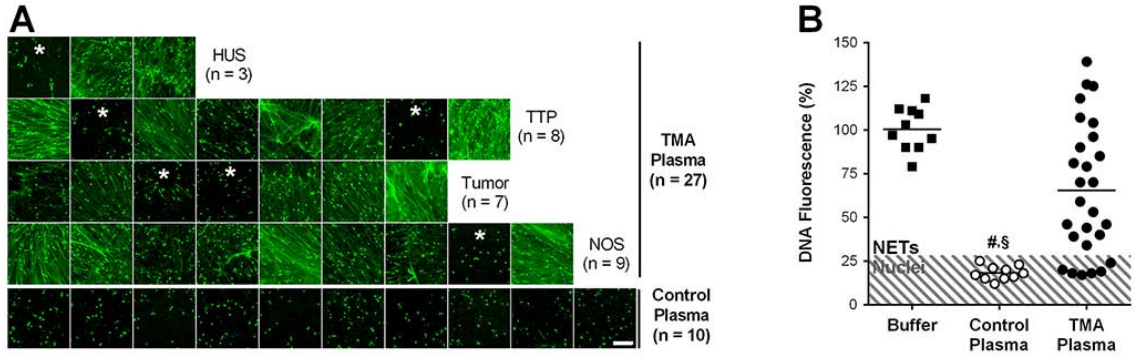 A
HUS
(n = 3)
*
TTP
(n = 8)
*
*
TMA
Plasma
(n = 27)
Tumor
(n = 7)
*
*
NOS
(n = 9)
*
Control
Plasma
(n = 10)
B
DNA Fluorescence (%)
150
125
100
75
50
25
0
NETs
Nuclei
#,§
Buffer
Control
Plasma
TMA
Plasma